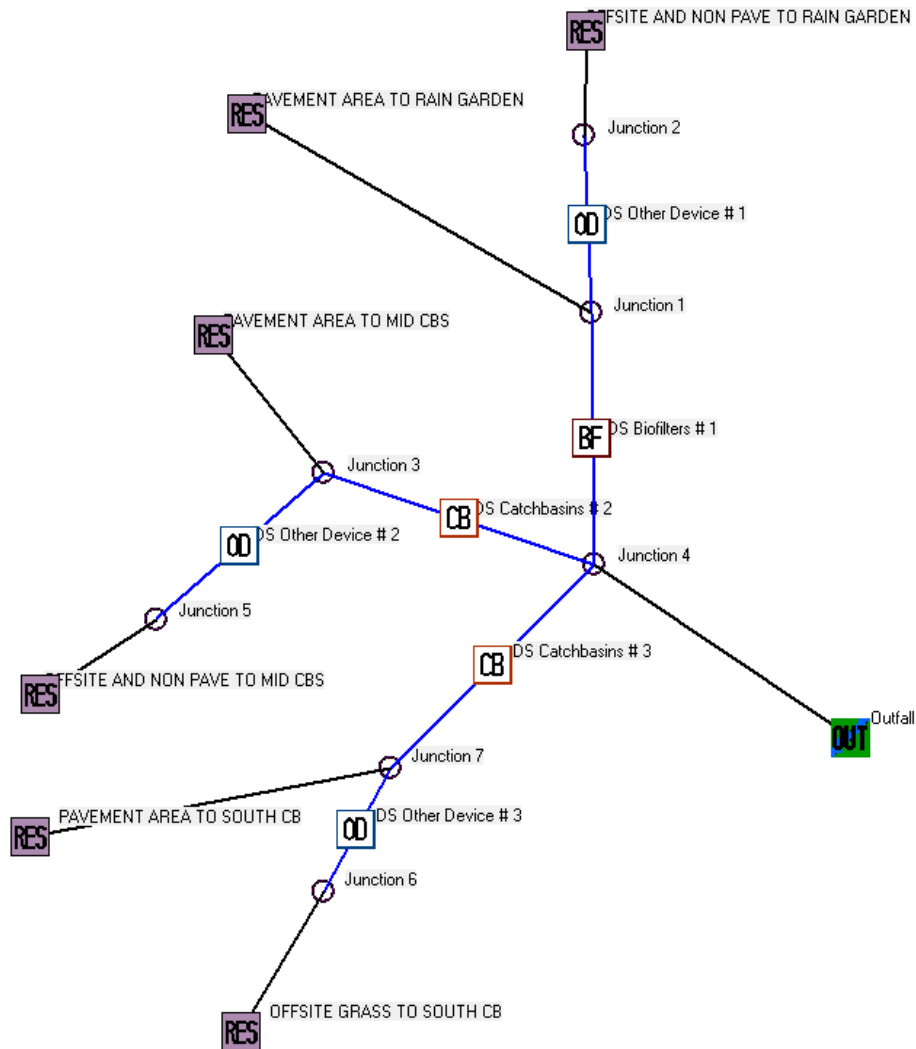 RES
FFSITE AND NON PAVE TO RAIN GARDEN
RES
PAVEMENT AREA TO RAIN GARDEN
Junction 2
OD
DS Other Device # 1
Junction 1
RES
PAVEMENT AREA TO MID CBS
BF
DS Biofilters # 1
Junction 3
CB
DS Catchbasins # 2
OD
DS Other Device # 2
Junction 4
Junction 5
CB
DS Catchbasins # 3
RES
FFSITE AND NON PAVE TO MID CBS
OUT
Outfall
Junction 7
RES
PAVEMENT AREA TO SOUTH CB
OD
DS Other Device # 3
Junction 6
RES
OFFSITE GRASS TO SOUTH CB